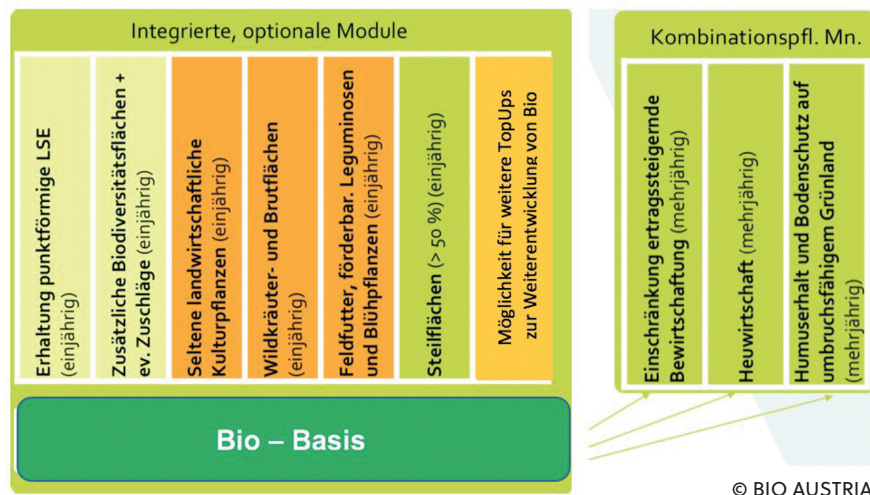 Integrierte, optionale Module
Erhaltung punktförmige LSE
(einjährig)
Zusätzliche Biodiversitätsflächen +
ev. Zuschläge (einjährig)
Seltene landwirtschaftliche
Kulturpflanzen (einjährig)
Wildkräuter- und Brutflächen
(einjährig)
Feldfutter, förderbar. Leguminosen
und Blühpflanzen (einjährig)
Steilflächen (> 50 %) (einjährig)
Möglichkeit für weitere TopUps
zur Weiterentwicklung von Bio
Bio – Basis
Kombinationspfl. Mn.
Einschränkung ertragssteigernde
Bewirtschaftung (mehrjährig)
Heuwirtschaft (mehrjährig)
Humuserhalt und Bodenschutz auf
umbruchsfähigem Grünland
(mehrjährig)
© BIO AUSTRIA